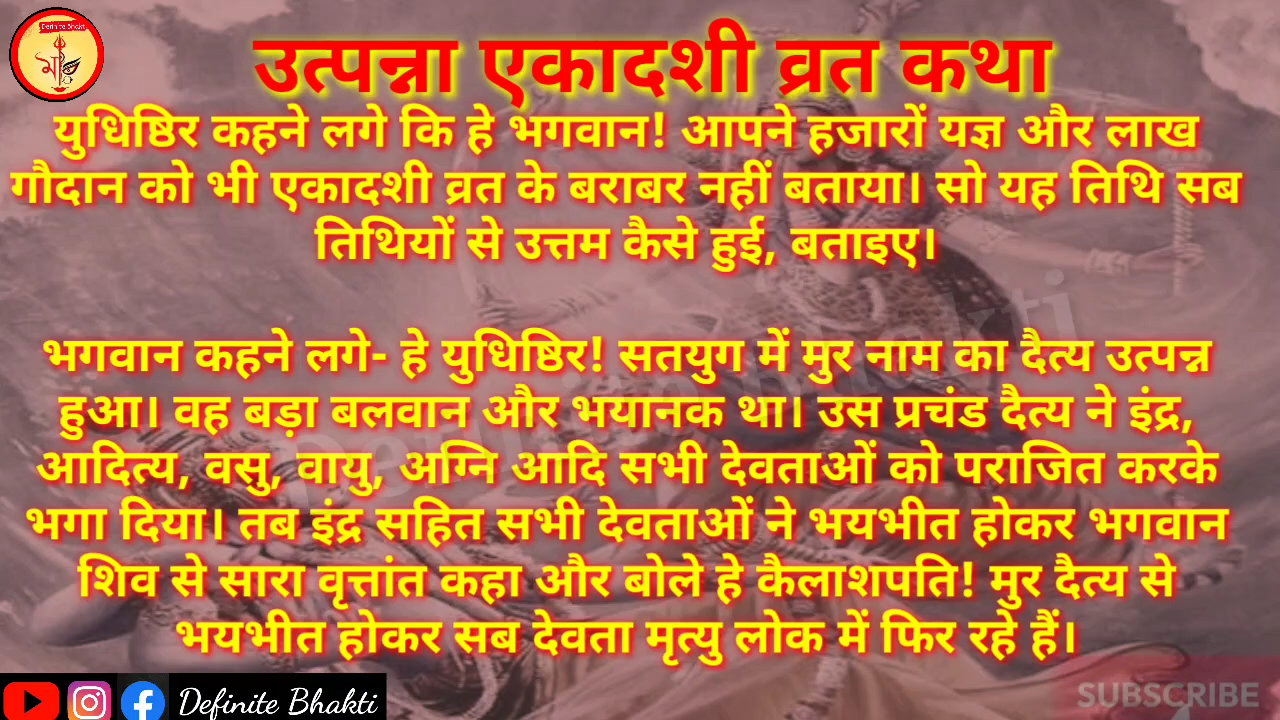 Definite Bhakti
उत्पन्ना एकादशी व्रत कथा
युधिष्ठिर कहने लगे कि हे भगवान! आपने हजारों यज्ञ और लाख
गौदान को भी एकादशी व्रत के बराबर नहीं बताया। सो यह तिथि सब
तिथियों से उत्तम कैसे हुई, बताइए।
भगवान कहने लगे- हे युधिष्ठिर! सतयुग में मुर नाम का दैत्य उत्पन्न
हुआ। वह बड़ा बलवान और भयानक था। उस प्रचंड दैत्य ने इंद्र,
आदित्य, वसु, वायु, अग्नि आदि सभी देवताओं को पराजित करके
भगा दिया। तब इंद्र सहित सभी देवताओं ने भयभीत होकर भगवान
शिव से सारा वृत्तांत कहा और बोले हे कैलाशपति! मुर दैत्य से
भयभीत होकर सब देवता मृत्यु लोक में फिर रहे हैं।
Definite Bhakti
SUBSCRIBE